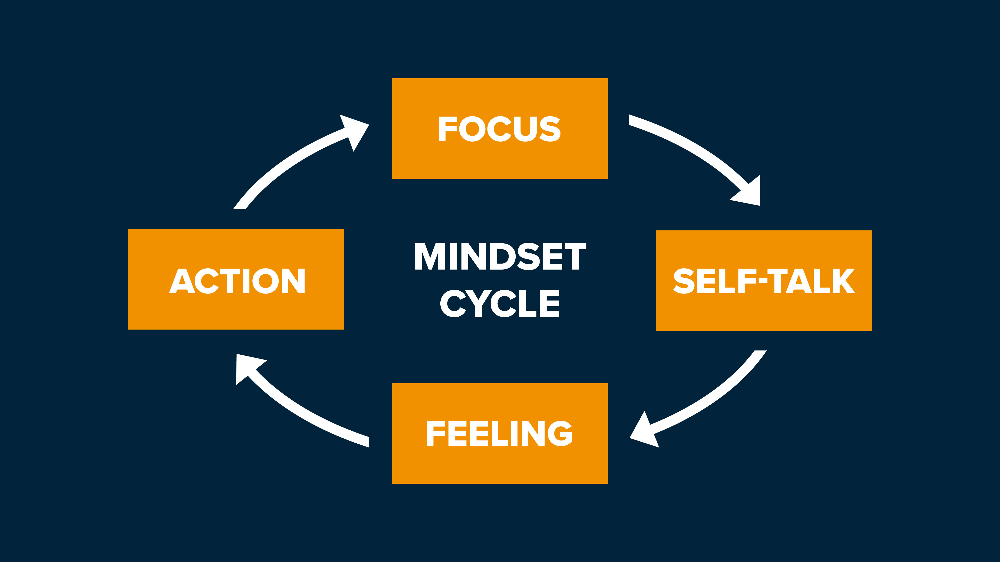 FOCUS
ACTION
MINDSET
CYCLE
SELF-TALK
FEELING